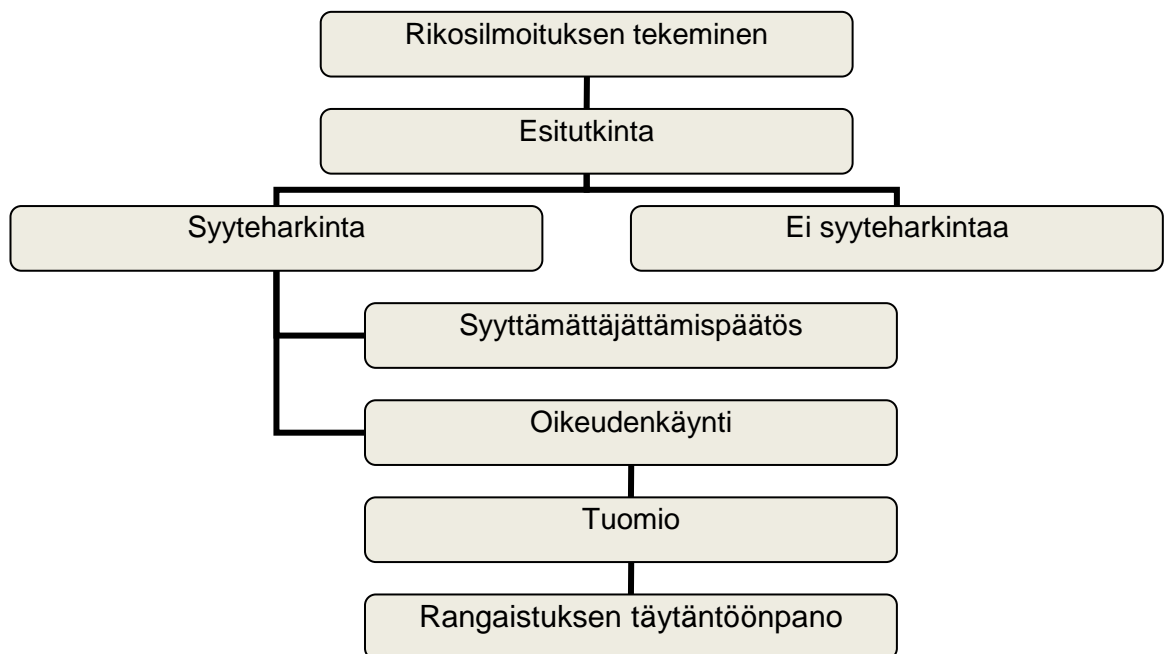 Rikosilmoituksen tekeminen
Esitutkinta
Syyteharkinta
Ei syyteharkintaa
Syyttämättäjättämispäätös
Oikeudenkäynti
Tuomio
Rangaistuksen täytäntöönpano